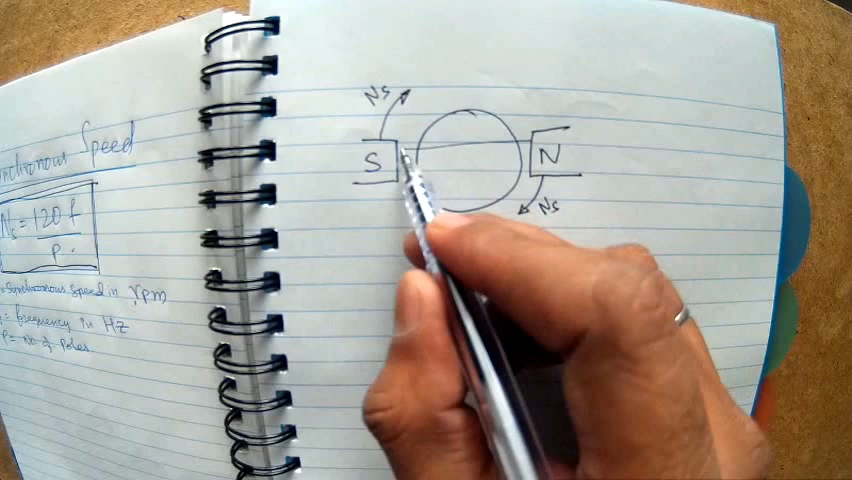 Speed
Ns = 120 f
P.
= Synchronous Speed in rpm
= frequency in Hz
P = No of Poles
Ns
S
N
Ns